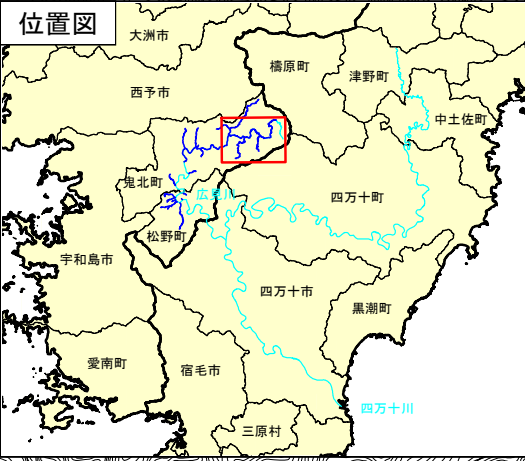 位置図
大洲市
檮原町
津野町
西予市
中土佐町
鬼北町
広見川
四万十町
松野町
宇和島市
四万十市
黒潮町
愛南町
宿毛市
四万十川
三原村